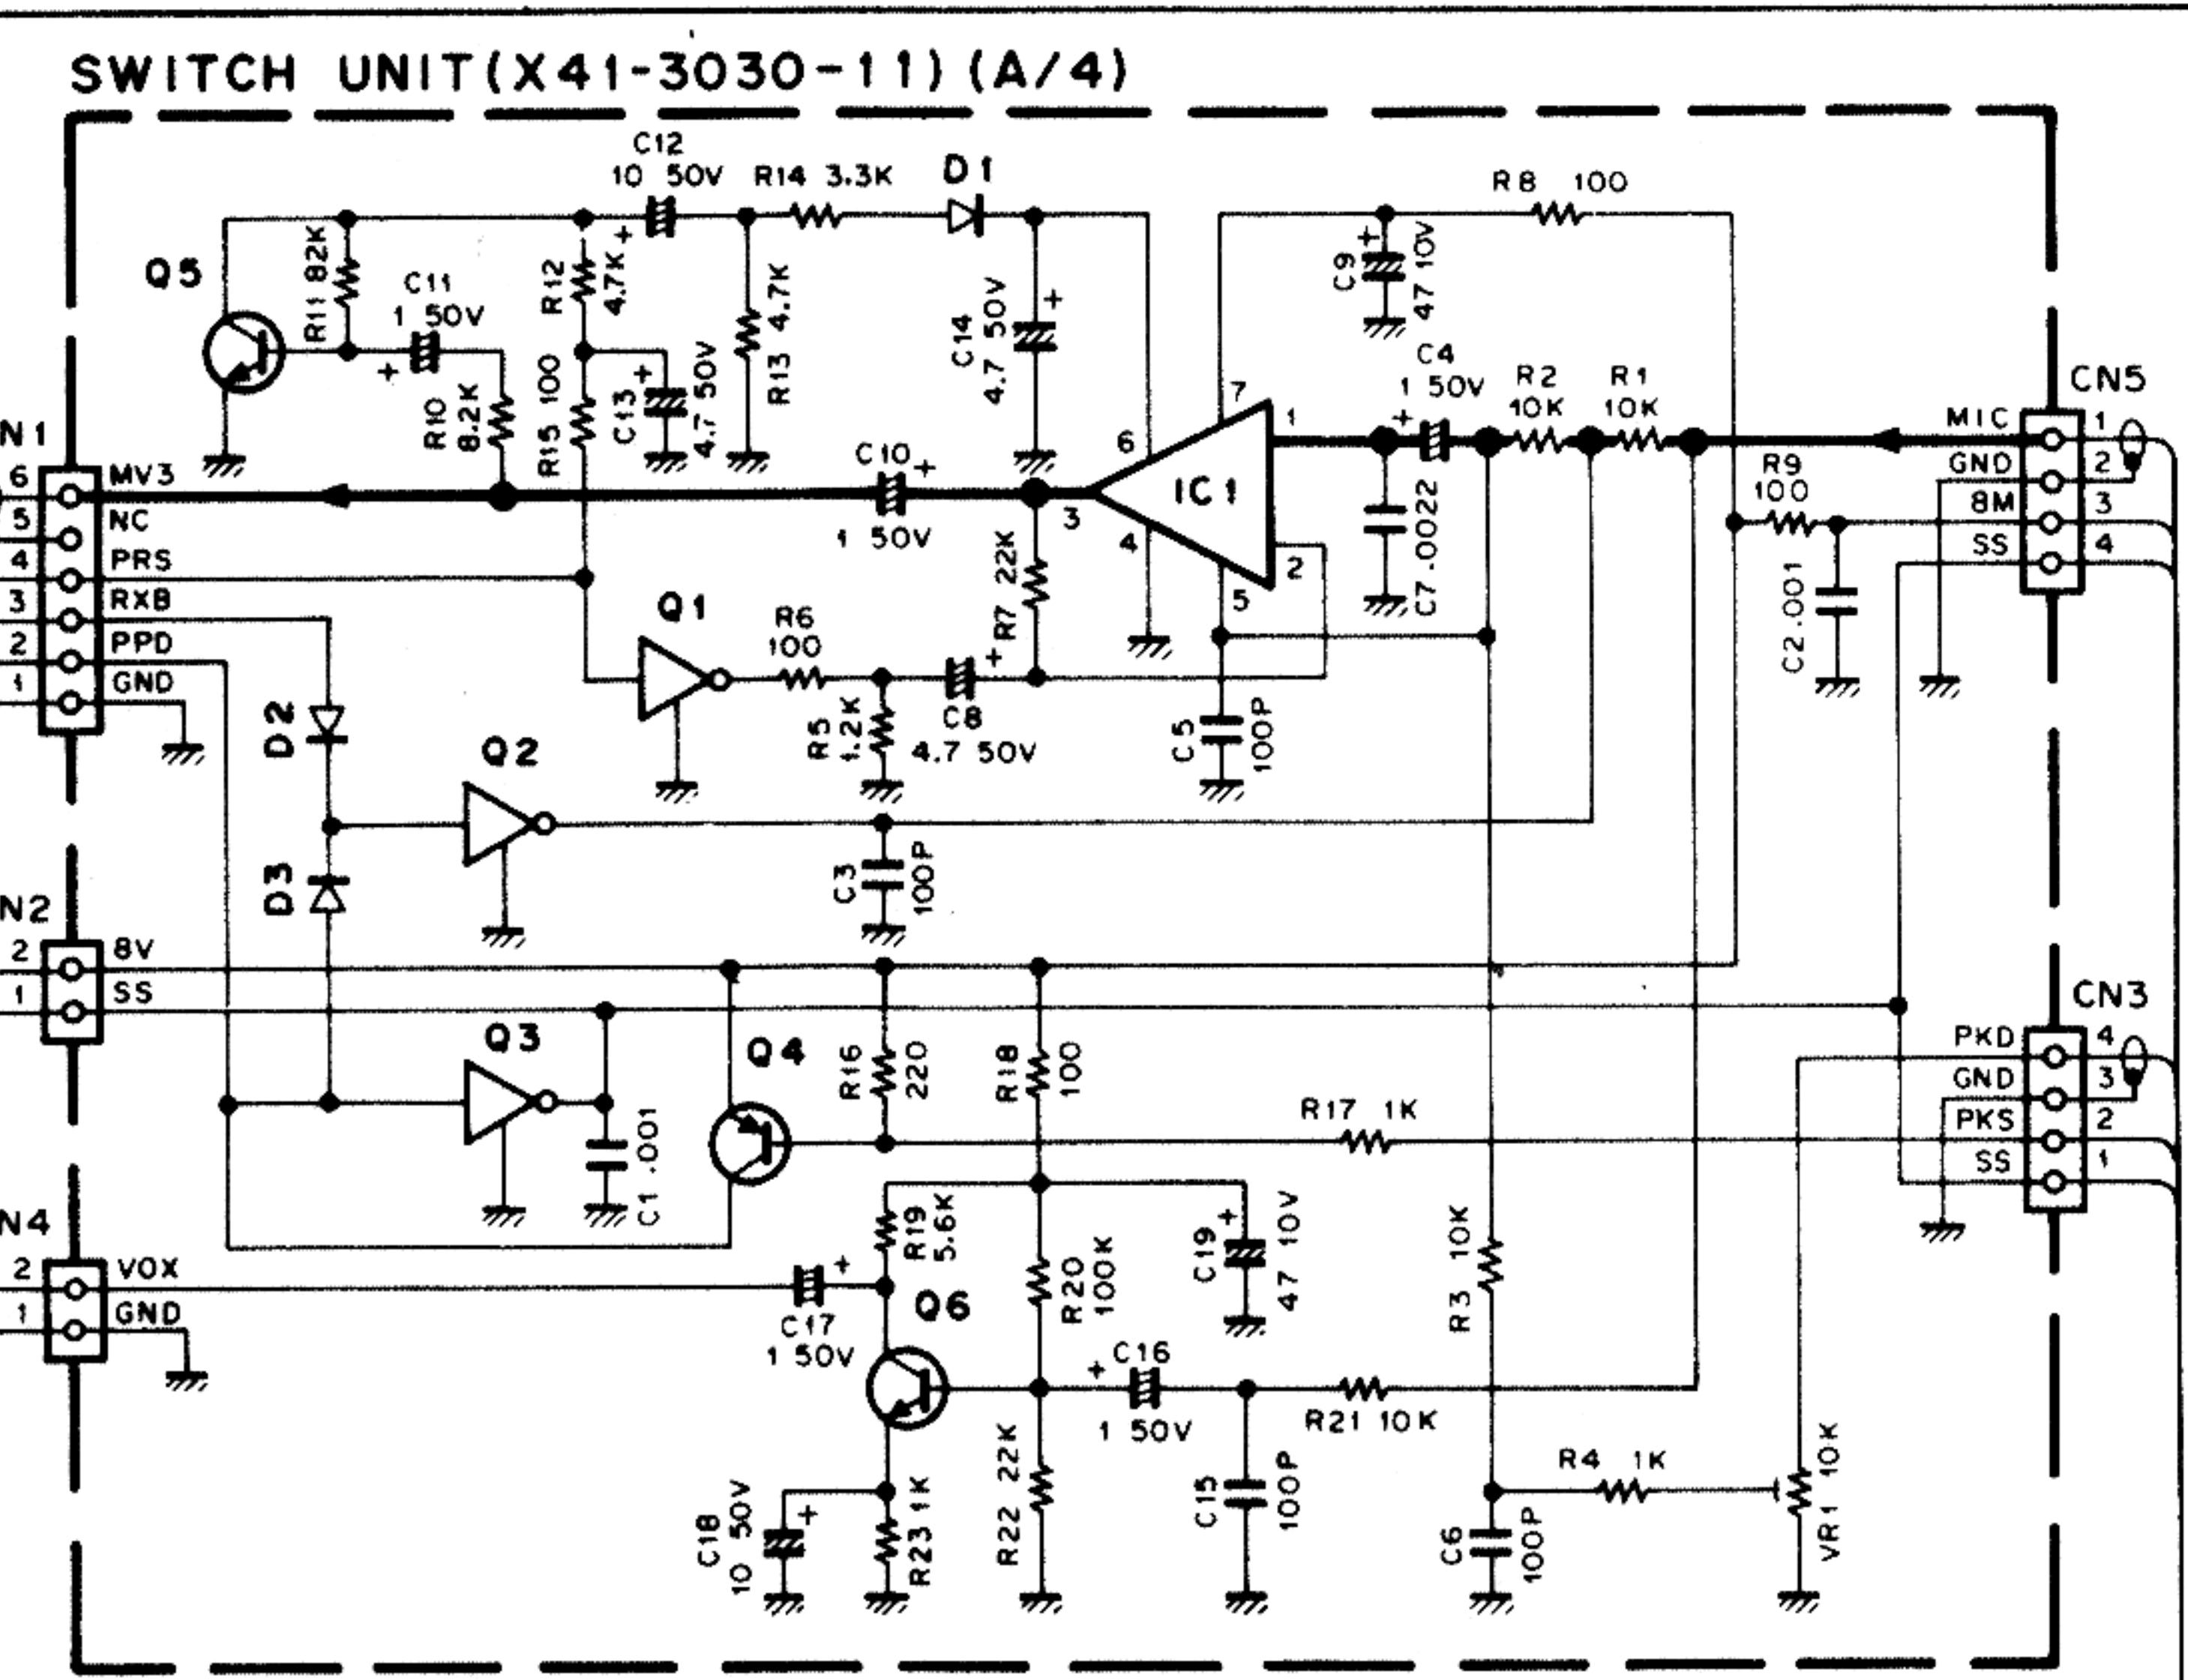 SWITCH UNIT(X41-3030-11)(A/4)
C12
10 50V
R14 3.3K
D1
R8 100
Q5
R11 82K
C11
1 50V
R12
4.7K
R13 4.7K
C14
4.7 50V
C9
47 10V
R10
8.2K
R15 100
C13
4.7 50V
C4
1 50V
R2
10K
R1
10K
CN5
N1
6 MV3
5 NC
4 PRS
3 RXB
2 PPD
1 GND
C10
1 50V
7
6
1
IC1
3
4
2
5
C7 .0022
MIC 1
GND 2
8M 3
SS 4
R9
100
C2 .001
Q1
R6
100
R7 22K
R5
1.2K
C8
4.7 50V
C5
100P
D2
Q2
D3
C3
100P
N2
2 8V
1 SS
Q3
Q4
R16
220
R18
100
CN3
PKD 4
GND 3
PKS 2
SS 1
R17 1K
C1 .001
N4
2 VOX
1 GND
R19
5.6K
R20
100K
C19
47 10V
R3 10K
C17
1 50V
Q6
C16
1 50V
R21 10K
R4 1K
VR1 10K
C18
10 50V
R23 1K
R22 22K
C15
100P
C6
100P